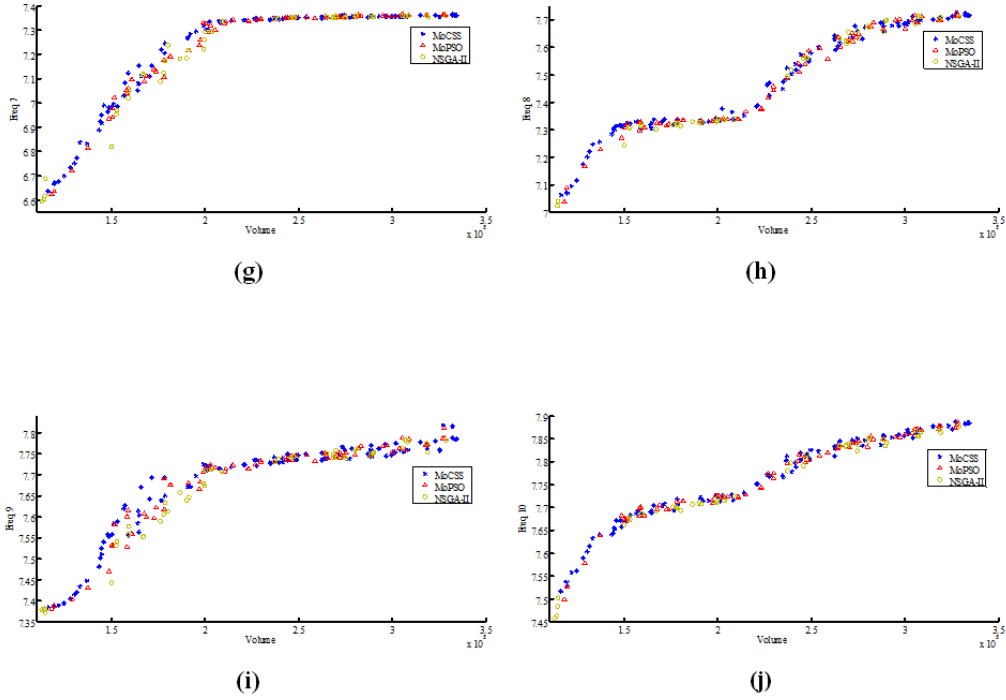 7.4
7.3
7.2
7.1
7
6.9
6.8
6.7
6.6
Freq 7
1.5
2
2.5
3
3.5
x 10^5
Volume
MoCSS
MoPSO
NSGA-II
(g)
7.7
7.6
7.5
7.4
7.3
7.2
7.1
7
Freq 8
1.5
2
2.5
3
3.5
x 10^5
Volume
MoCSS
MoPSO
NSGA-II
(h)
7.8
7.75
7.7
7.65
7.6
7.55
7.5
7.45
7.4
7.35
Freq 9
1.5
2
2.5
3
3.5
x 10^5
Volume
MoCSS
MoPSO
NSGA-II
(i)
7.9
7.85
7.8
7.75
7.7
7.65
7.6
7.55
7.5
7.45
Freq 10
1.5
2
2.5
3
3.5
x 10^5
Volume
MoCSS
MoPSO
NSGA-II
(j)